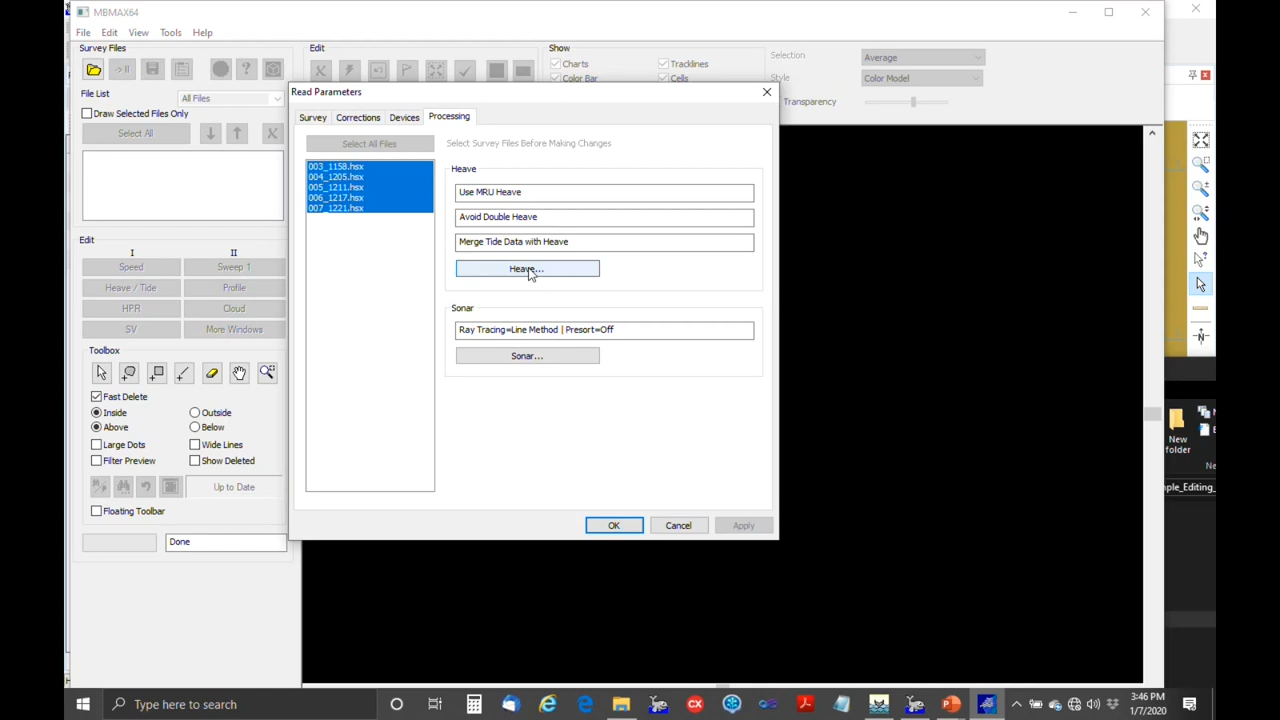 MBMAX64
File Edit View Tools Help
Survey Files
Edit
Show
Charts
Tracklines
Color Bar
Cells
Selection
Average
Style
Color Model
Transparency
File List
All Files
Draw Selected Files Only
Select All
Edit
I II
Speed Sweep 1
Heave / Tide Profile
HPR Cloud
SV More Windows
Toolbox
Fast Delete
Inside Outside
Above Below
Large Dots Wide Lines
Filter Preview Show Deleted
Up to Date
Floating Toolbar
Done
Read Parameters
Survey Corrections Devices Processing
Select All Files
Select Survey Files Before Making Changes
003_1158.hsx
004_1205.hsx
005_1211.hsx
006_1217.hsx
007_1221.hsx
Heave
Use MRU Heave
Avoid Double Heave
Merge Tide Data with Heave
Heave...
Sonar
Ray Tracing=Line Method | Presort=Off
Sonar...
OK Cancel Apply
New
folder
Ne
mple_Editing_
Type here to search
3:46 PM
1/7/2020